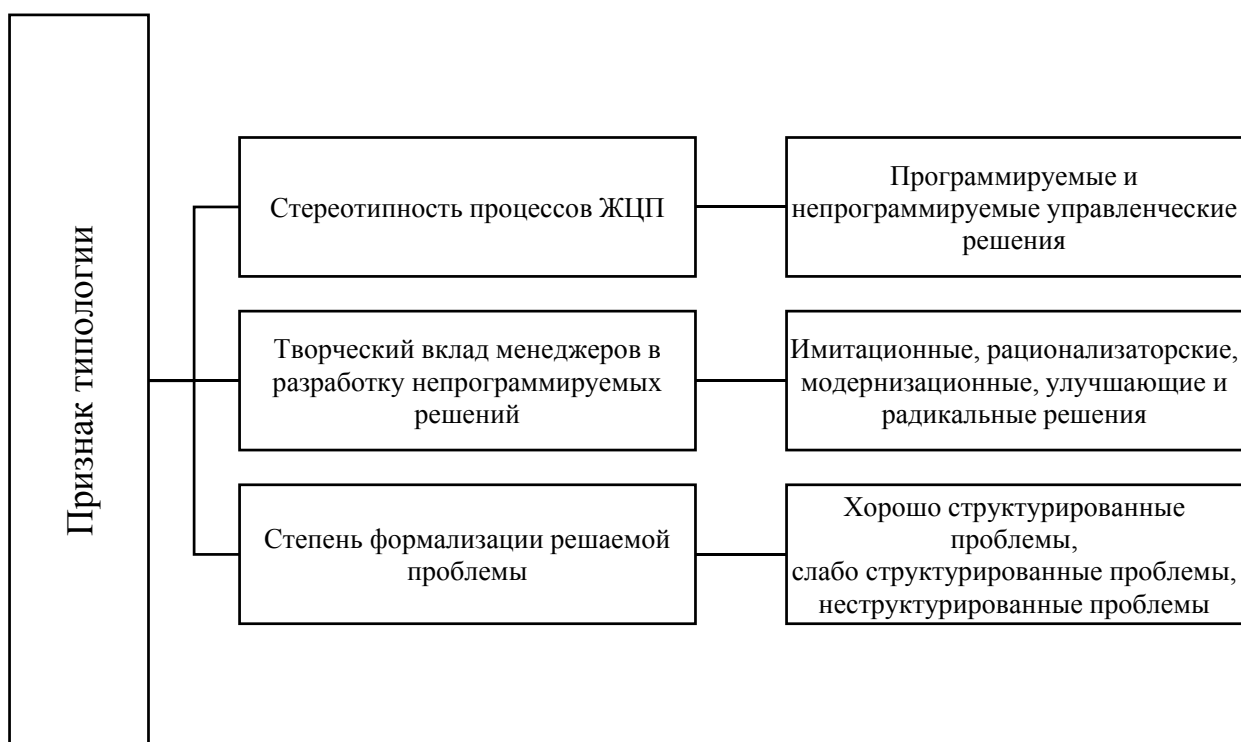 Признак типологии
Стереотипность процессов ЖЦП
Программируемые и
непрограммируемые управленческие
решения
Творческий вклад менеджеров в
разработку непрограммируемых
решений
Имитационные, рационализаторские,
модернизационные, улучшающие и
радикальные решения
Степень формализации решаемой
проблемы
Хорошо структурированные
проблемы,
слабо структурированные проблемы,
неструктурированные проблемы